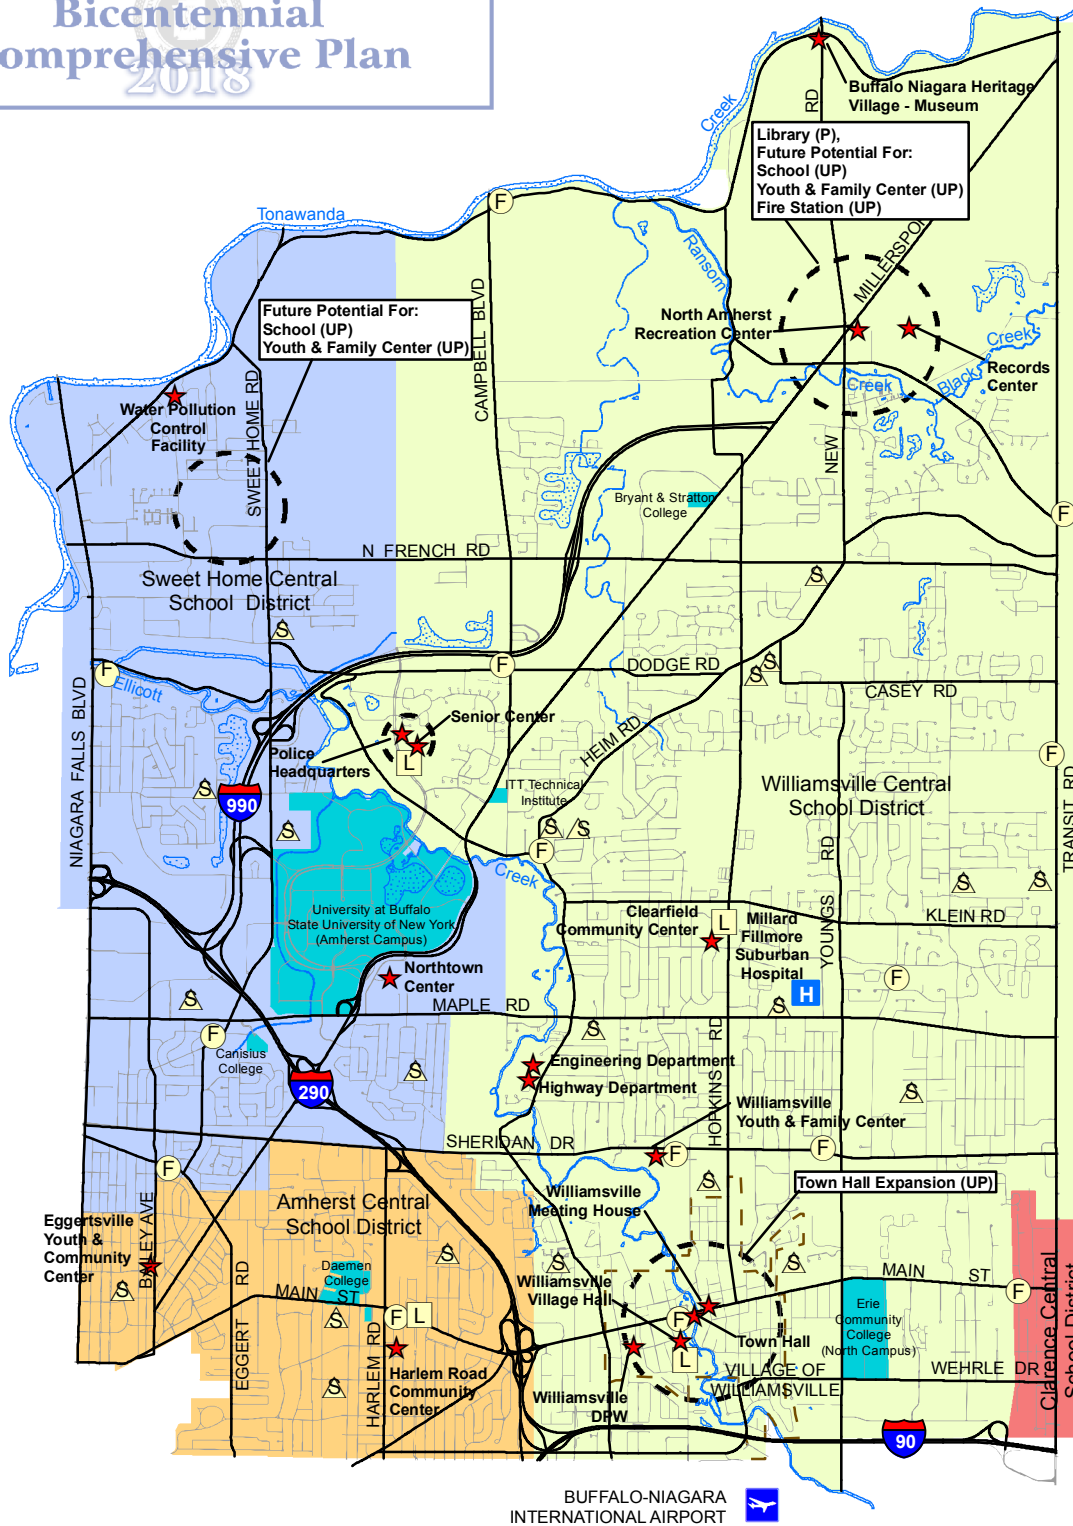 Bicentennial
omprehensive Plan
2018
Buffalo Niagara Heritage
Village - Museum
RD
Creek
Library (P),
Future Potential For:
School (UP)
Youth & Family Center (UP)
Fire Station (UP)
F
Tonawanda
Ransom
MILLERSPO
Future Potential For:
School (UP)
Youth & Family Center (UP)
CAMPBELL BLVD
North Amherst
Recreation Center
Creek
Records
Center
Black
Creek
SWEET HOME RD
Water Pollution
Control
Facility
NEW
Bryant & Stratton
College
F
N FRENCH RD
Sweet Home Central
School District
S
S
F
F
DODGE RD
S
S
Ellicott
CASEY RD
NIAGARA FALLS BLVD
Senior Center
HEIM RD
Police
Headquarters
L
F
TRANSIT RD
990
S
ITT Technical
Institute
Williamsville Central
School District
S
S
S
F
RD
Creek
S
S
University at Buffalo
State University of New York
(Amherst Campus)
Clearfield
Community Center
L
Millard
Fillmore
Suburban
Hospital
YOUNGS
KLEIN RD
Northtown
Center
F
H
S
MAPLE RD
S
S
F
Canisius
College
RD
Engineering Department
Highway Department
S
290
S
HOPKINS
Williamsville
Youth & Family Center
SHERIDAN DR
F
F
F
S
Town Hall Expansion (UP)
Williamsville
Meeting House
Amherst Central
School District
Eggertsville
Youth &
Community
Center
BAILEY AVE
S
S
S
S
RD
Daemen
College
MAIN ST
MAIN ST
F
Williamsville
Village Hall
Erie
Community
College
(North Campus)
Clarence Central
School District
F
L
S
F
Town Hall
L
EGGERT
HARLEM RD
Harlem Road
Community
Center
S
VILLAGE OF
WILLIAMSVILLE
WEHRLE DR
Williamsville
DPW
90
BUFFALO-NIAGARA
INTERNATIONAL AIRPORT